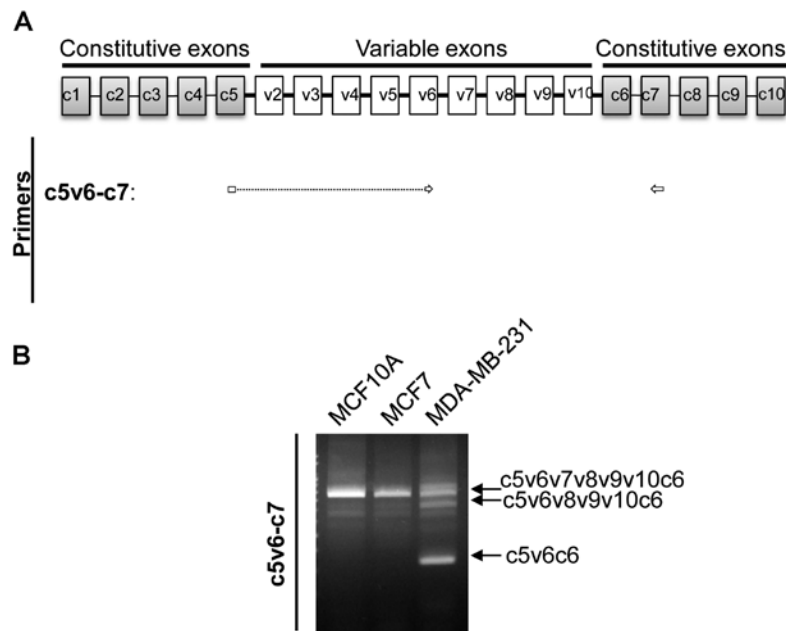 A
Constitutive exons Variable exons Constitutive exons
c1 c2 c3 c4 c5 v2 v3 v4 v5 v6 v7 v8 v9 v10 c6 c7 c8 c9 c10
Primers
c5v6-c7:
B
MCF10A MCF7 MDA-MB-231
c5v6-c7
c5v6v7v8v9v10c6
c5v6v8v9v10c6
c5v6c6